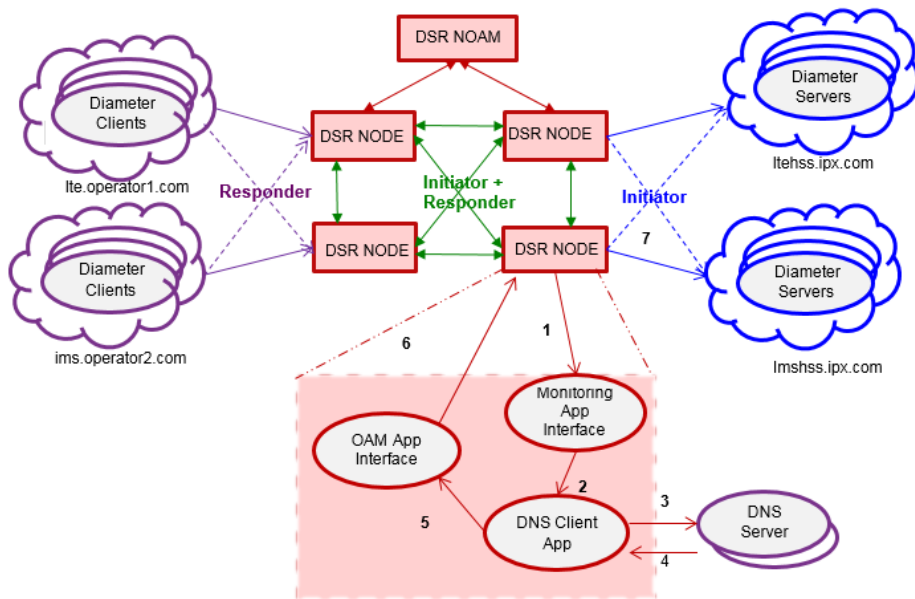 DSR NOAM
Diameter
Clients
DSR NODE
DSR NODE
Diameter
Servers
lte.operator1.com
ltehss.ipx.com
Responder
Initiator +
Responder
Initiator
7
Diameter
Clients
DSR NODE
DSR NODE
Diameter
Servers
ims.operator2.com
Imshss.ipx.com
6
1
Monitoring
App
Interface
OAM App
Interface
2
3
5
DNS Client
App
DNS
Server
4